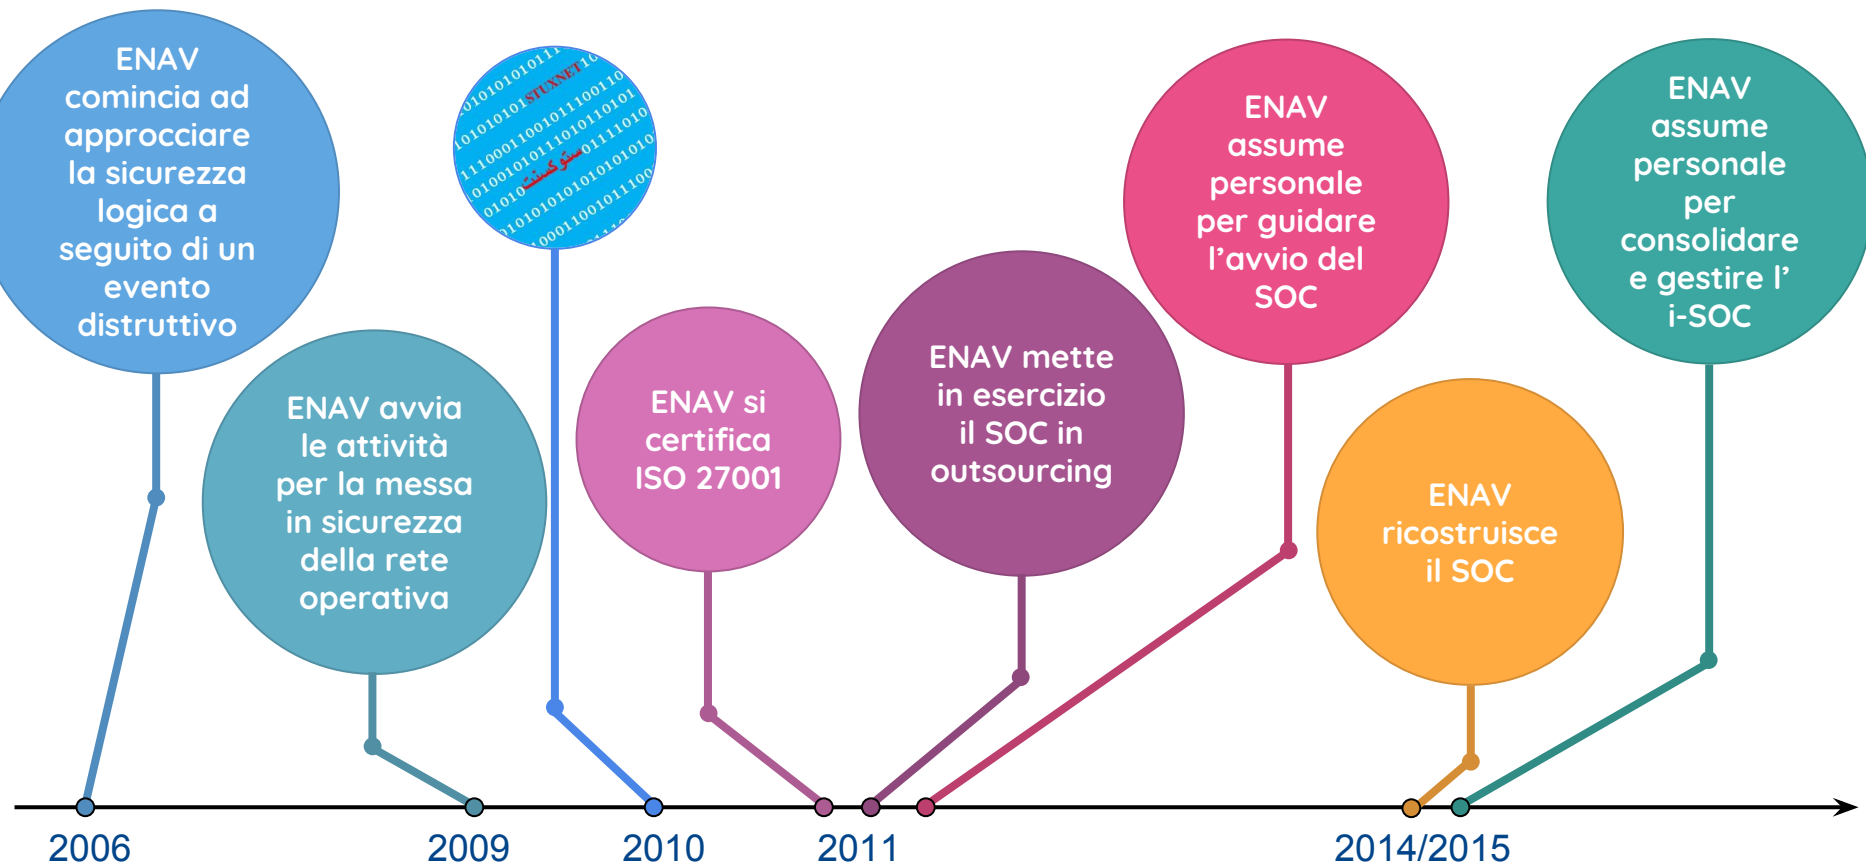 ENAV
comincia ad
approcciare
la sicurezza
logica a
seguito di un
evento
distruttivo
ENAV avvia
le attività
per la messa
in sicurezza
della rete
operativa
STUXNET
ستوكسنت
ENAV si
certifica
ISO 27001
ENAV mette
in esercizio
il SOC in
outsourcing
ENAV
assume
personale
per guidare
l’avvio del
SOC
ENAV
ricostruisce
il SOC
ENAV
assume
personale
per
consolidare
e gestire l’
i-SOC
2006
2009
2010
2011
2014/2015